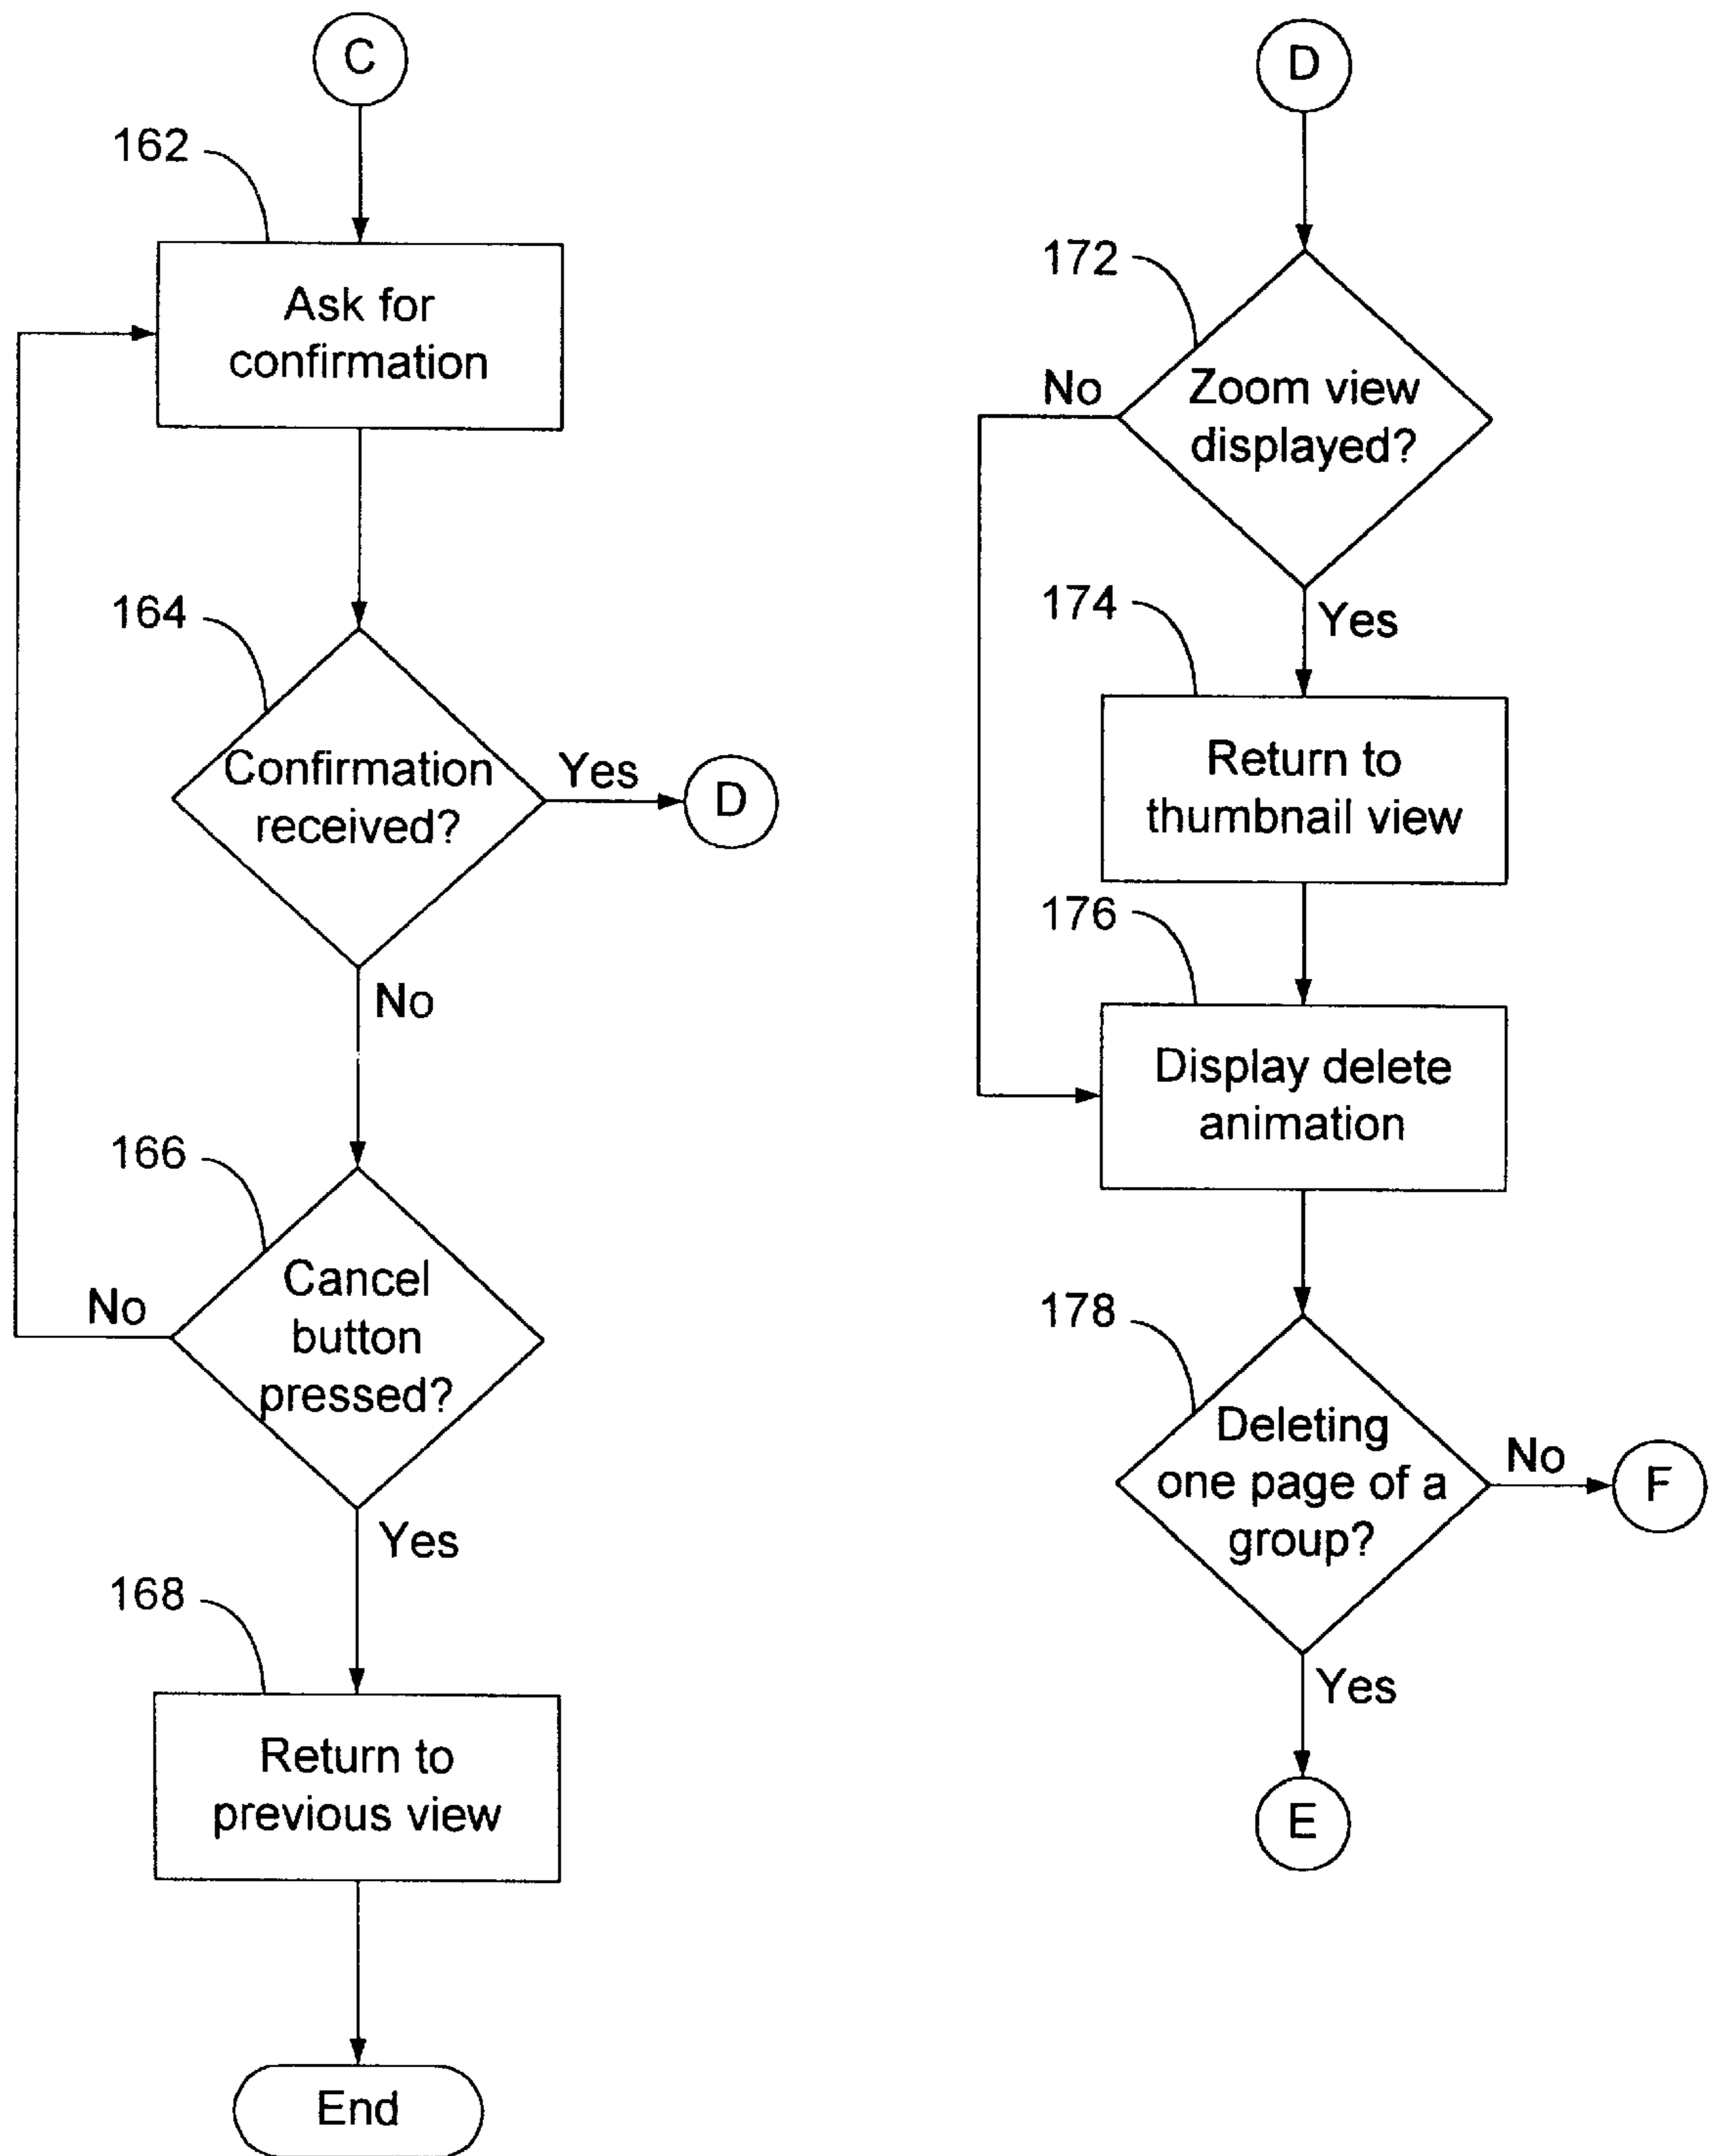 C
162
Ask for
confirmation
164
Confirmation
received?
Yes
D
No
166
Cancel
button
pressed?
No
Yes
168
Return to
previous view
End
D
172
Zoom view
displayed?
No
Yes
174
Return to
thumbnail view
176
Display delete
animation
178
Deleting
one page of a
group?
No
F
Yes
E